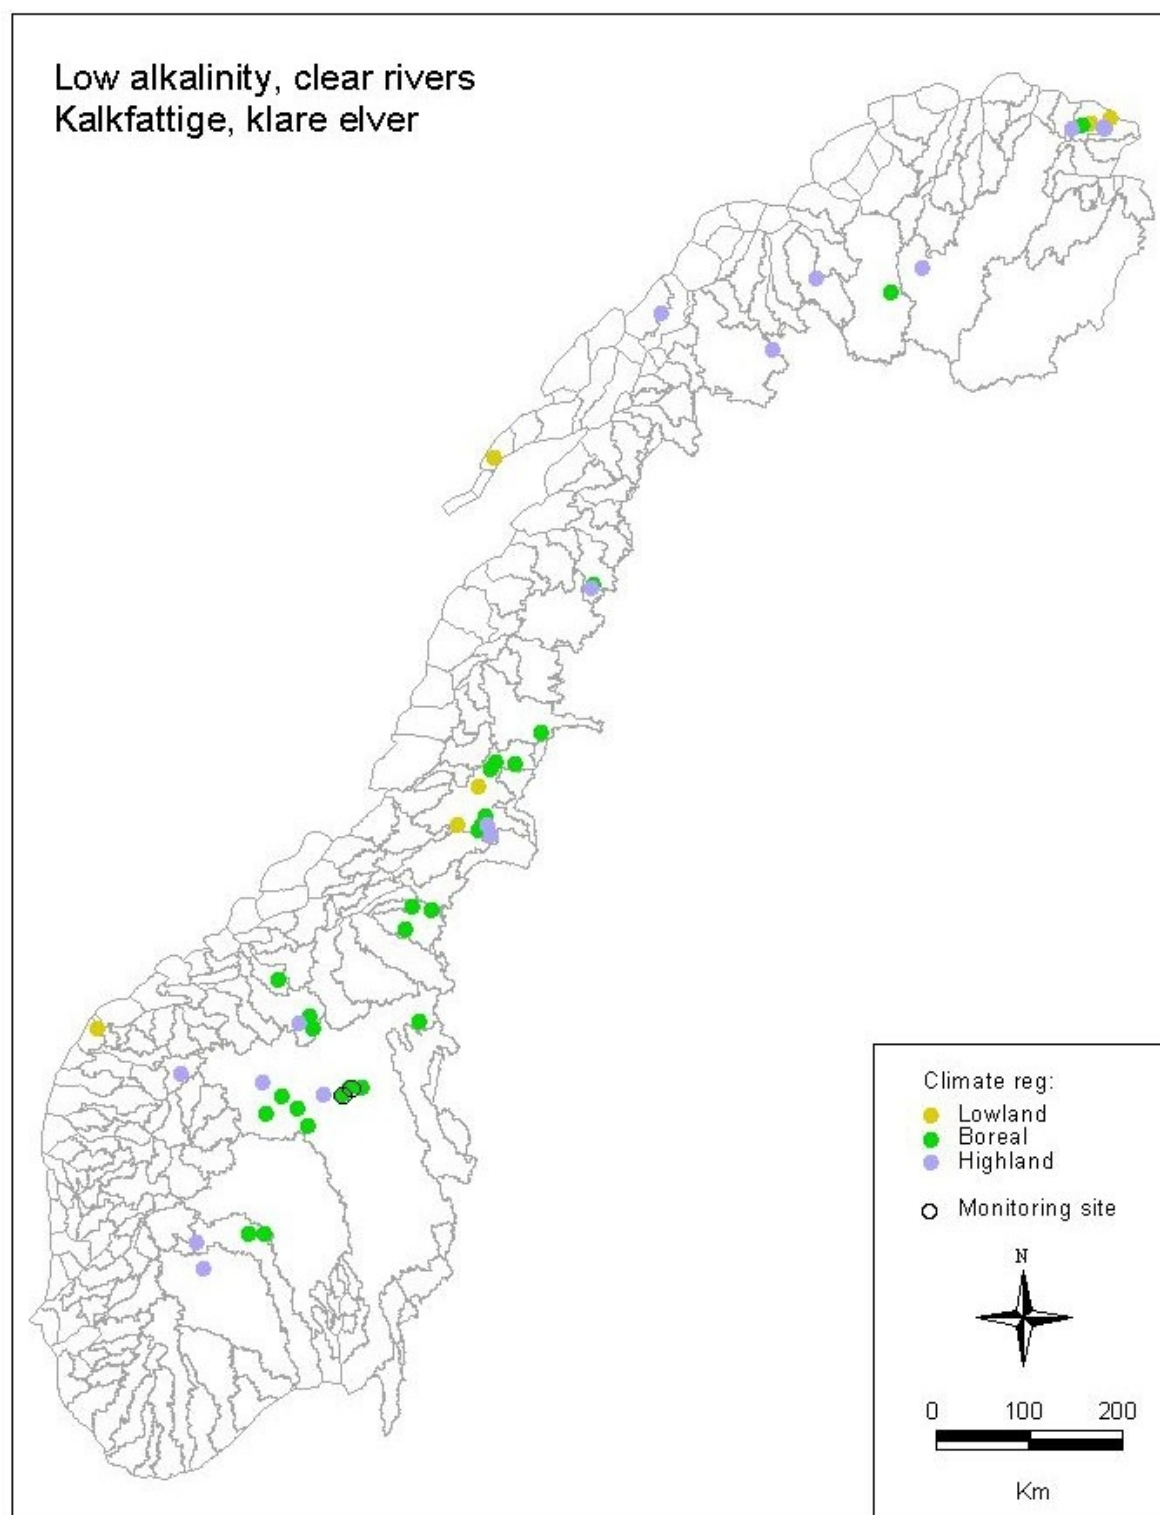 Low alkalinity, clear rivers
Kalkfattige, klare elver
Climate reg:
Lowland
Boreal
Highland
Monitoring site
N
0 100 200
Km